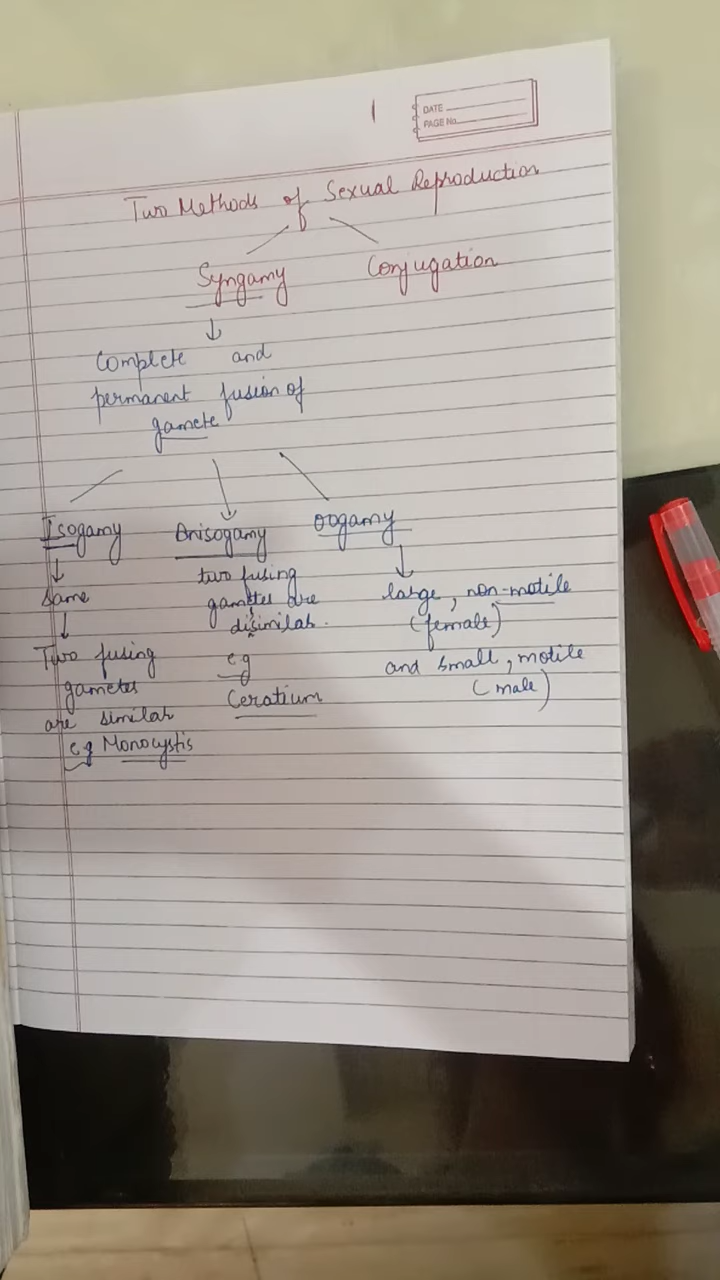 DATE
PAGE No.
Two Methods of Sexual Reproduction
Syngamy
Conjugation
Complete and
permanent fusion of
gamete
Isogamy
Same
Two fusing
gametes
are similar
eg Monocystis
Anisogamy
two fusing
gametes are
disimilar.
eg
Ceratium
oogamy
large, non-motile
(female)
and small, motile
(male)